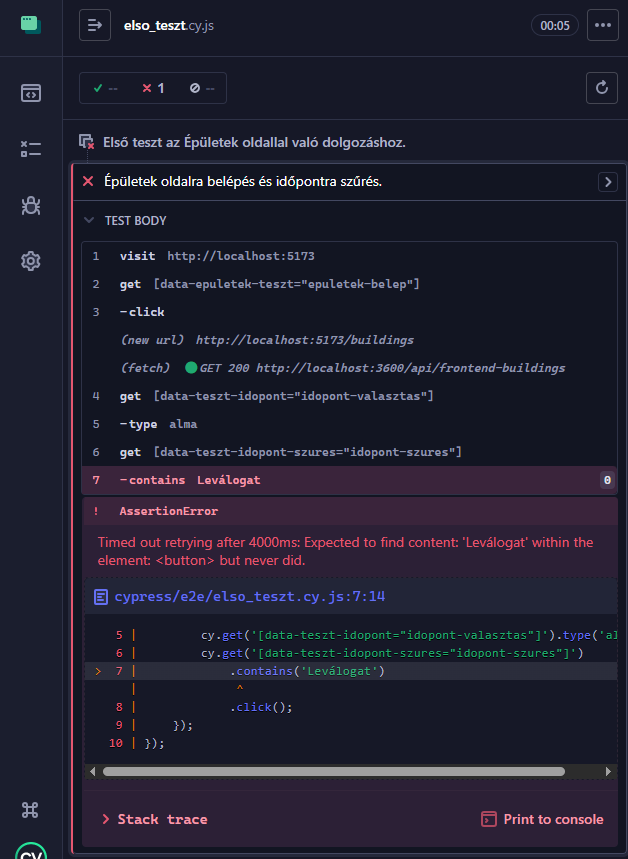 elso_teszt.cy.js
00:05
--
1
--
Első teszt az Épületek oldallal való dolgozáshoz.
Épületek oldalra belépés és időpontra szűrés.
TEST BODY
1 visit http://localhost:5173
2 get [data-epuletek-teszt="epuletek-belep"]
3 -click
(new url) http://localhost:5173/buildings
(fetch) GET 200 http://localhost:3600/api/frontend-buildings
4 get [data-teszt-idopont="idopont-valasztas"]
5 -type alma
6 get [data-teszt-idopont-szures="idopont-szures"]
7 -contains Leválogat 0
! AssertionError
Timed out retrying after 4000ms: Expected to find content: 'Leválogat' within the
element: <button> but never did.
cypress/e2e/elso_teszt.cy.js:7:14
5 | cy.get('[data-teszt-idopont="idopont-valasztas"]').type('al
6 | cy.get('[data-teszt-idopont-szures="idopont-szures"]')
> 7 | .contains('Leválogat')
| ^
8 | .click();
9 | });
10 | });
> Stack trace
Print to console
cy